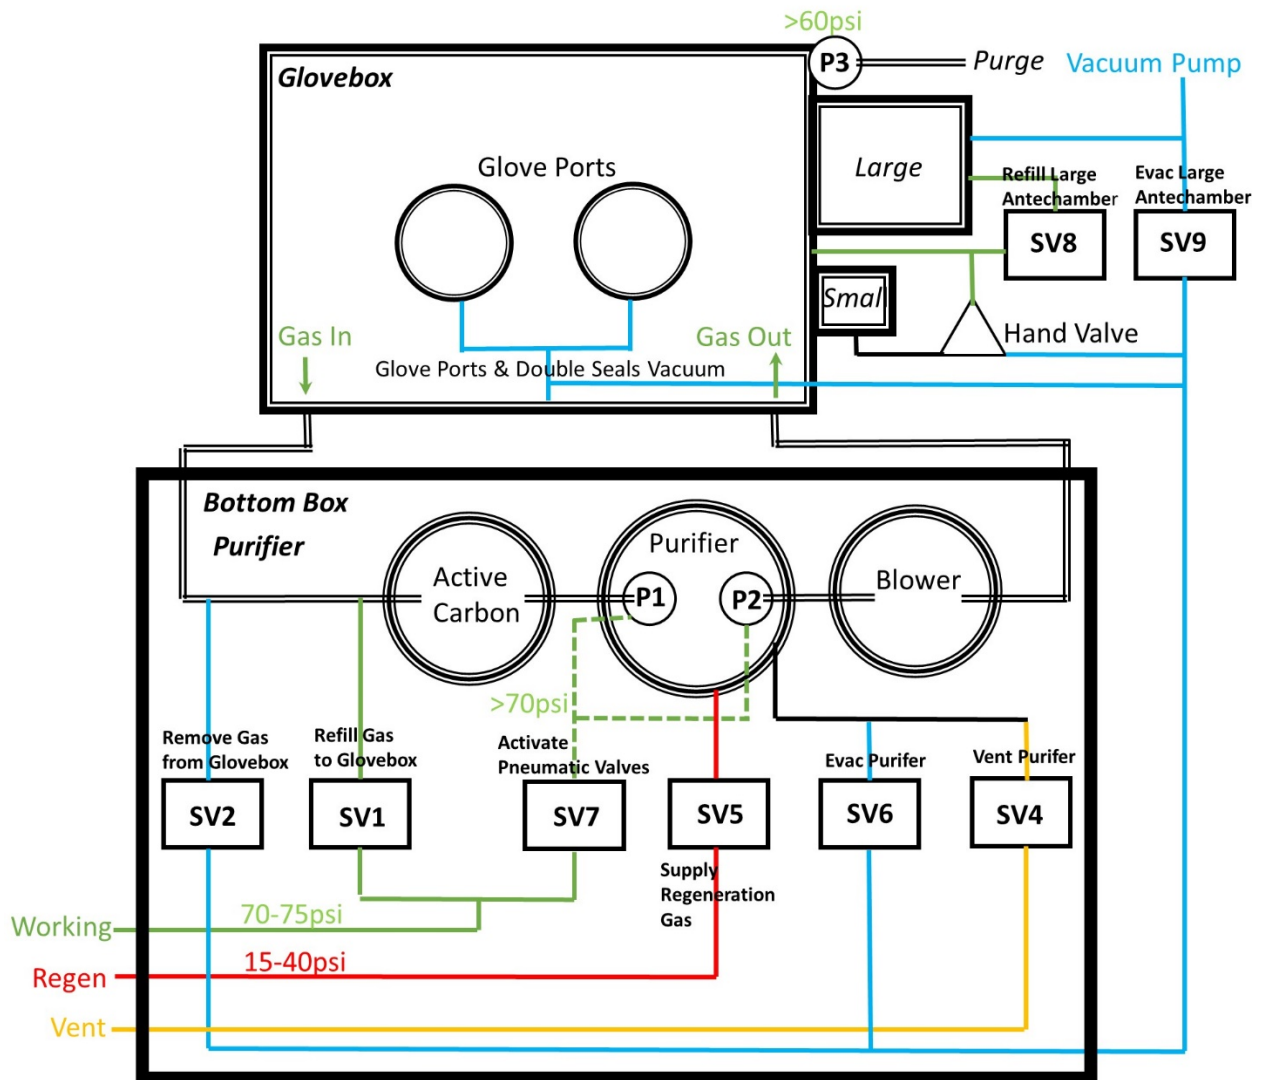 >60psi
P3
Purge
Vacuum Pump
Glovebox
Glove Ports
Large
Refill Large
Antechamber
Evac Large
Antechamber
SV8
SV9
Small
Hand Valve
Gas In
Gas Out
Glove Ports & Double Seals Vacuum
Bottom Box
Purifier
Active
Carbon
Purifier
P1
P2
Blower
>70psi
Remove Gas
from Glovebox
Refill Gas
to Glovebox
Activate
Pneumatic Valves
Evac Purifer
Vent Purifer
SV2
SV1
SV7
SV5
SV6
SV4
Supply
Regeneration
Gas
Working
70-75psi
Regen
15-40psi
Vent